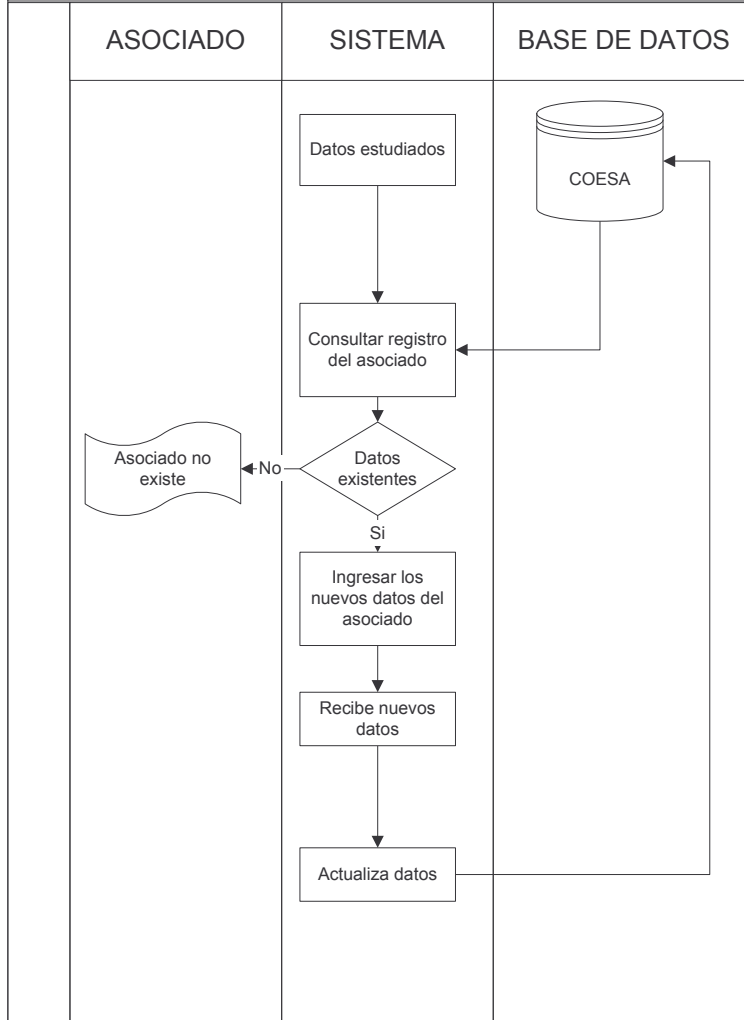 ASOCIADO
SISTEMA
BASE DE DATOS
Datos estudiados
COESA
Consultar registro
del asociado
Asociado no
existe
No
Datos
existentes
Si
Ingresar los
nuevos datos del
asociado
Recibe nuevos
datos
Actualiza datos